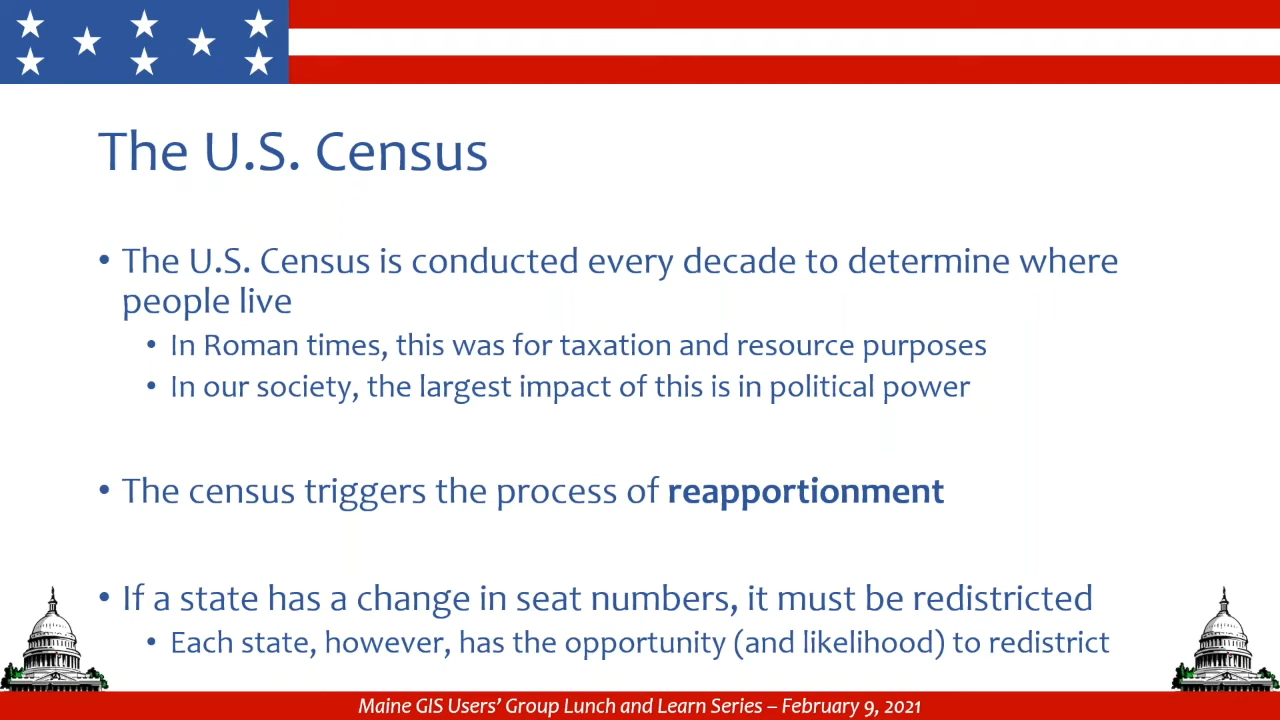 The U.S. Census
• The U.S. Census is conducted every decade to determine where
people live
• In Roman times, this was for taxation and resource purposes
• In our society, the largest impact of this is in political power
• The census triggers the process of reapportionment
• If a state has a change in seat numbers, it must be redistricted
• Each state, however, has the opportunity (and likelihood) to redistrict
Maine GIS Users’ Group Lunch and Learn Series – February 9, 2021